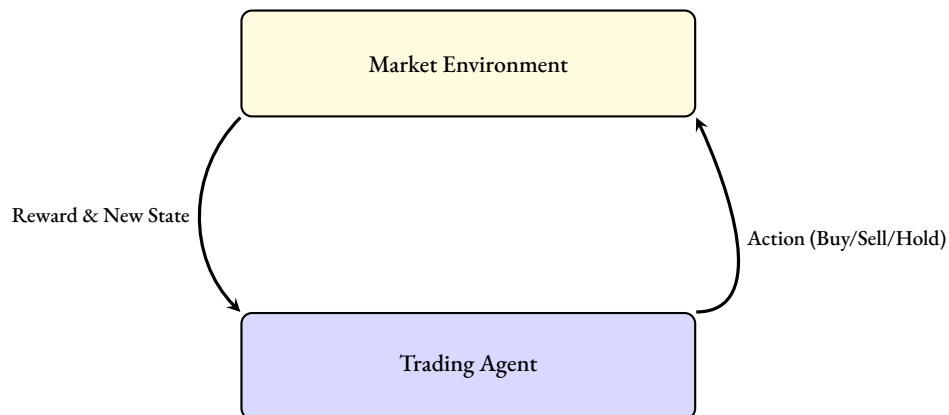 Market Environment
Reward & New State
Action (Buy/Sell/Hold)
Trading Agent